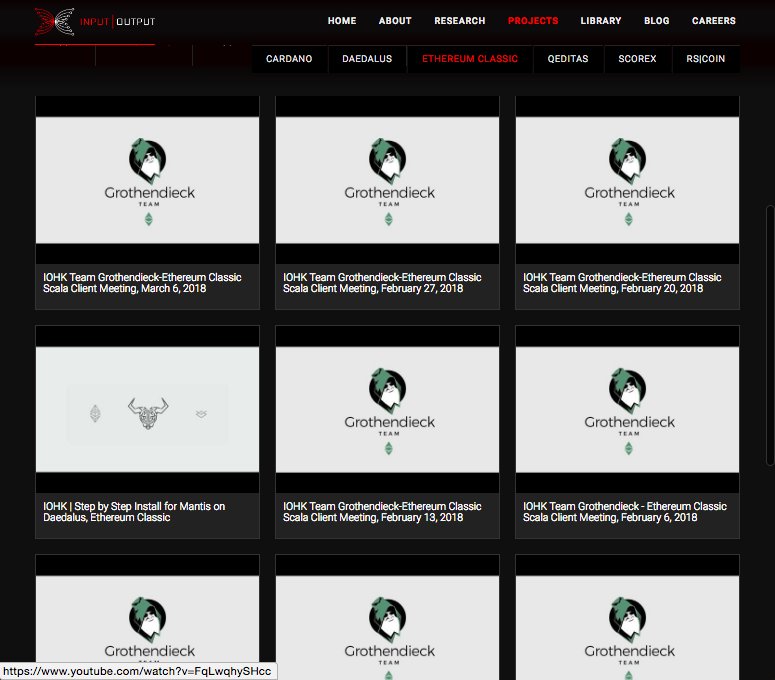 INPUT | OUTPUT
HOME ABOUT RESEARCH PROJECTS LIBRARY BLOG CAREERS
CARDANO DAEDALUS ETHEREUM CLASSIC QEDITAS SCOREX RS|COIN
Grothendieck
TEAM
Grothendieck
TEAM
Grothendieck
TEAM
IOHK Team Grothendieck-Ethereum Classic
Scala Client Meeting, March 6, 2018
IOHK Team Grothendieck-Ethereum Classic
Scala Client Meeting, February 27, 2018
IOHK Team Grothendieck-Ethereum Classic
Scala Client Meeting, February 20, 2018
Grothendieck
TEAM
Grothendieck
TEAM
IOHK | Step by Step Install for Mantis on
Daedalus, Ethereum Classic
IOHK Team Grothendieck-Ethereum Classic
Scala Client Meeting, February 13, 2018
IOHK Team Grothendieck - Ethereum Classic
Scala Client Meeting, February 6, 2018
Grothendieck
Grothendieck
TEAM
Grothendieck
TEAM
https://www.youtube.com/watch?v=FqLwqhySHcc